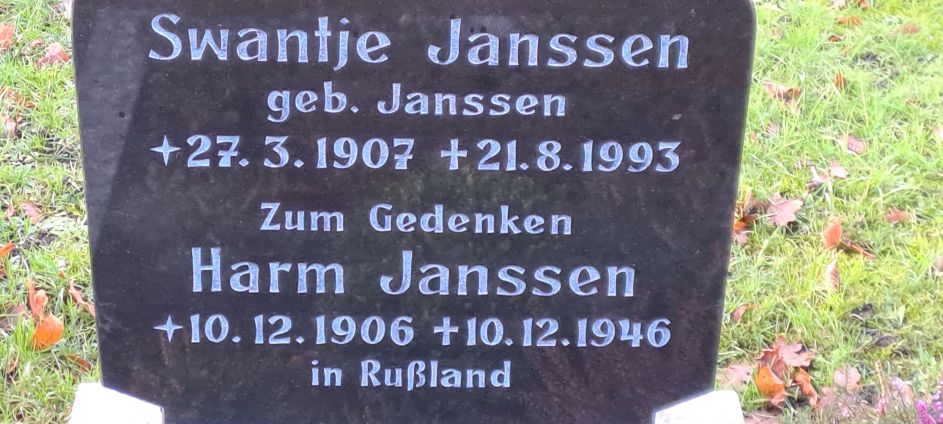 Swantje Janssen
geb. Janssen
✦27.3.1907 ✝21.8.1993
Zum Gedenken
Harm Janssen
✦10.12.1906 ✝10.12.1946
in Rußland